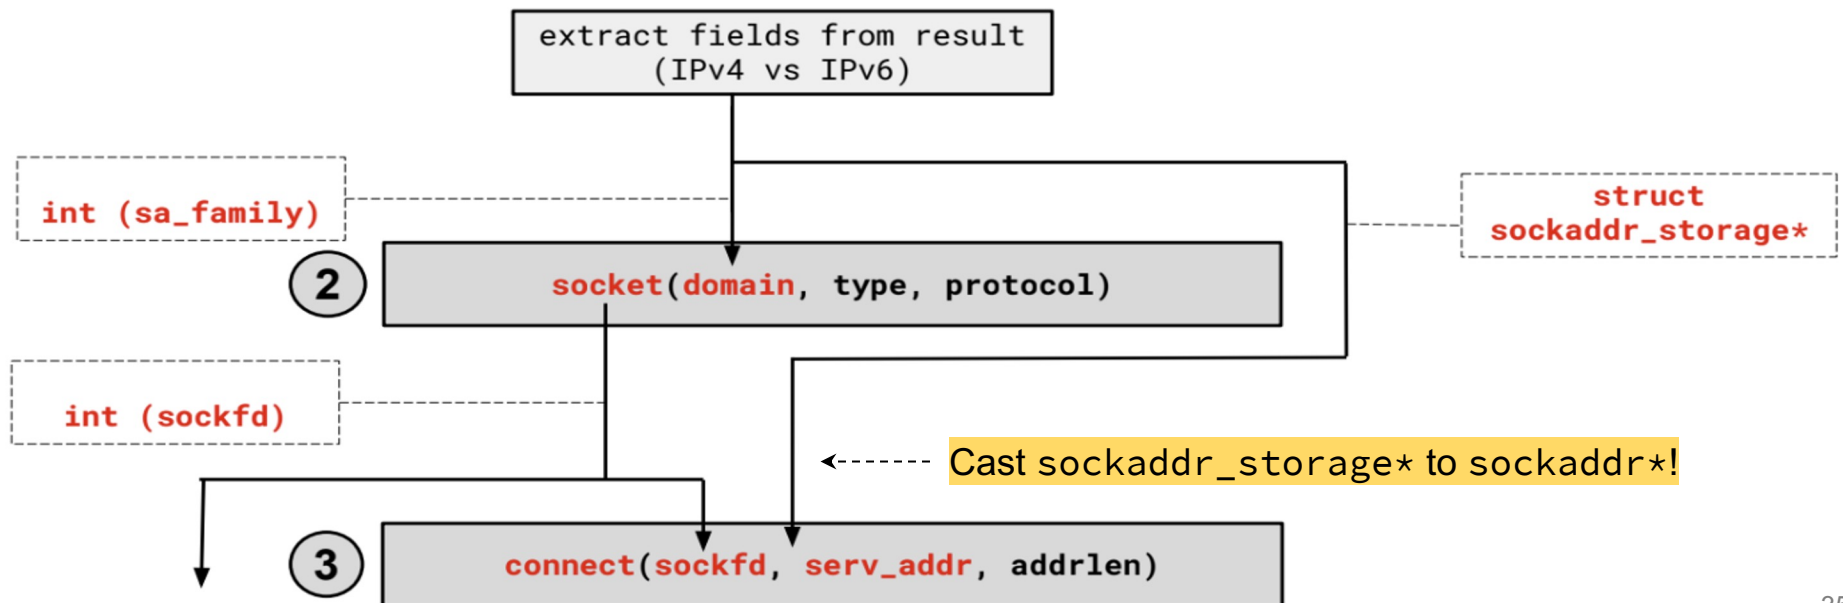 extract fields from result
(IPv4 vs IPv6)
int (sa_family)
struct
sockaddr_storage*
2
socket(domain, type, protocol)
int (sockfd)
Cast sockaddr_storage* to sockaddr*!
3
connect(sockfd, serv_addr, addrlen)